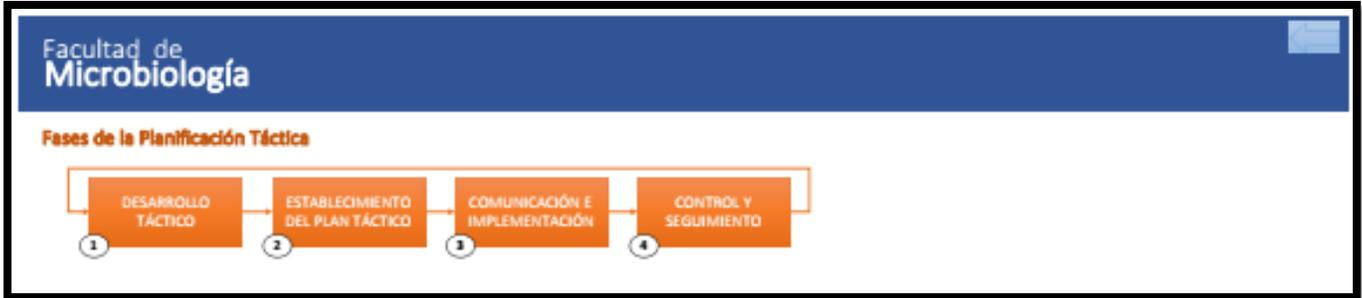 Facultad de
Microbiología
Fases de la Planificación Táctica
DESARROLLO
TÁCTICO
1
ESTABLECIMIENTO
DEL PLAN TÁCTICO
2
COMUNICACIÓN E
IMPLEMENTACIÓN
3
CONTROL Y
SEGUIMIENTO
4